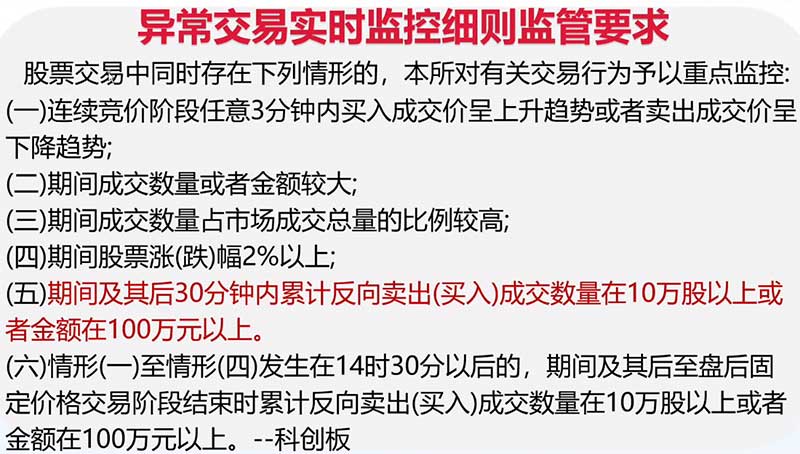 异常交易实时监控细则监管要求
股票交易中同时存在下列情形的，本所对有关交易行为予以重点监控:
(一)连续竞价阶段任意3分钟内买入成交价呈上升趋势或者卖出成交价呈
下降趋势;
(二)期间成交数量或者金额较大;
(三)期间成交数量占市场成交总量的比例较高;
(四)期间股票涨(跌)幅2%以上;
(五)期间及其后30分钟内累计反向卖出(买入)成交数量在10万股以上或
者金额在100万元以上。
(六)情形(一)至情形(四)发生在14时30分以后的，期间及其后至盘后固
定价格交易阶段结束时累计反向卖出(买入)成交数量在10万股以上或者
金额在100万元以上。--科创板